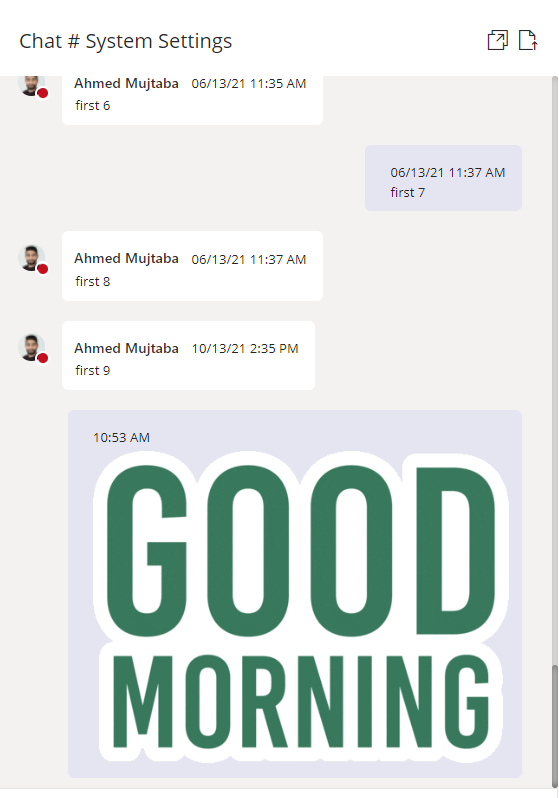 Chat # System Settings
Ahmed Mujtaba 06/13/21 11:35 AM
first 6
06/13/21 11:37 AM
first 7
Ahmed Mujtaba 06/13/21 11:37 AM
first 8
Ahmed Mujtaba 10/13/21 2:35 PM
first 9
10:53 AM
GOOD
MORNING